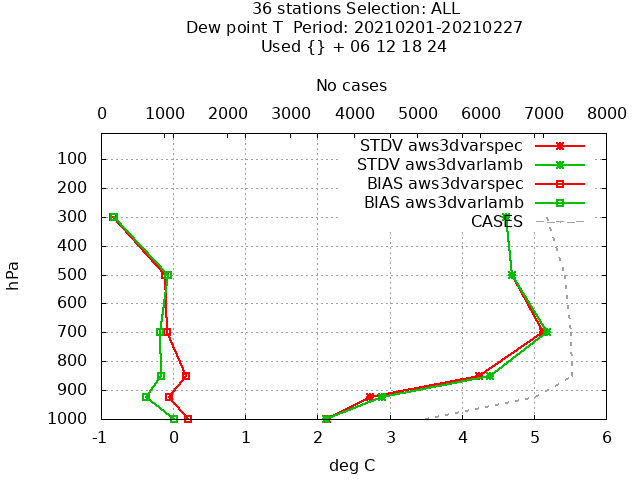 36 stations Selection: ALL
Dew point T  Period: 20210201-20210227
Used {} + 06 12 18 24
No cases
0 1000 2000 3000 4000 5000 6000 7000 8000
STDV aws3dvarspec
STDV aws3dvarlamb
BIAS aws3dvarspec
BIAS aws3dvarlamb
CASES
100
200
300
400
500
600
700
800
900
1000
hPa
-1 0 1 2 3 4 5 6
deg C